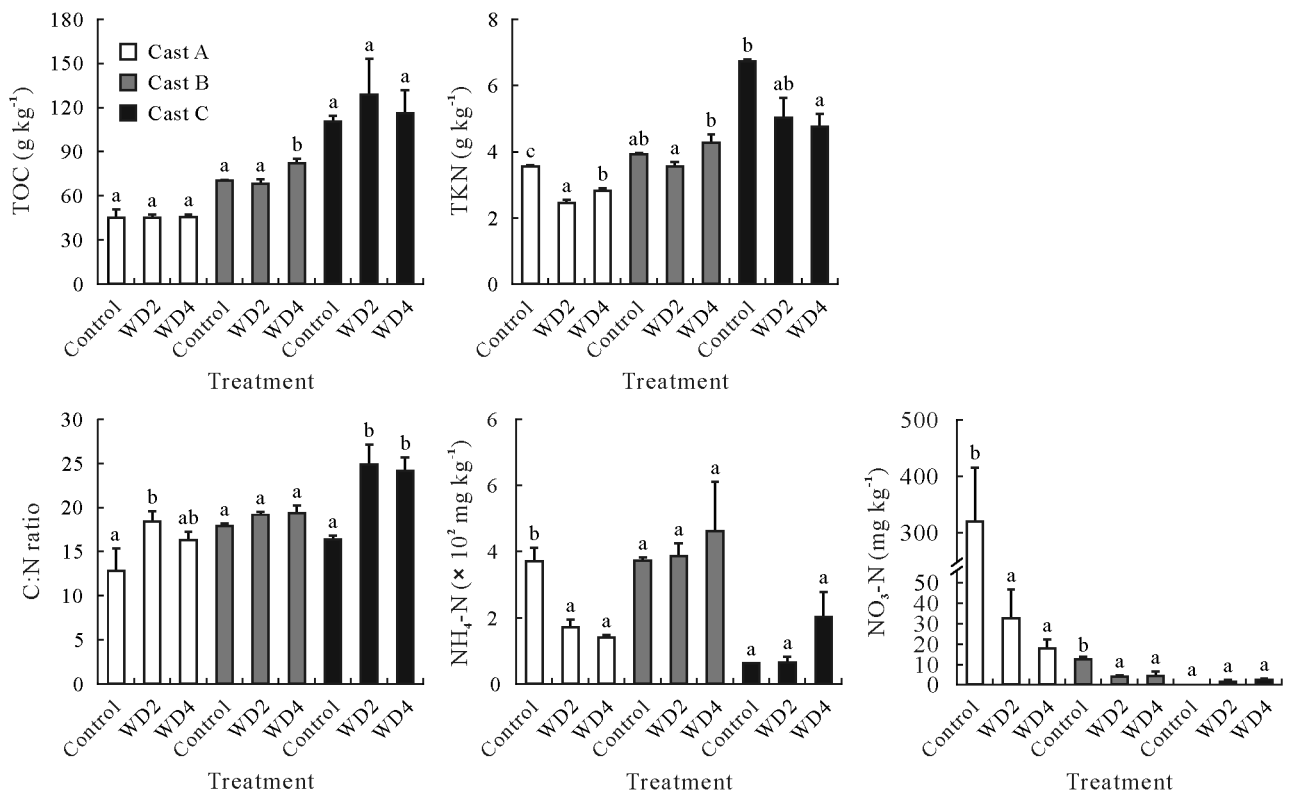 180
150
120
90
60
30
0
TOC (g kg⁻¹)
Cast A
Cast B
Cast C
a a a a a b a a a
Control WD2 WD4 Control WD2 WD4 Control WD2 WD4
Treatment
8
6
4
2
0
TKN (g kg⁻¹)
c a b ab a b b ab a
Control WD2 WD4 Control WD2 WD4 Control WD2 WD4
Treatment
30
25
20
15
10
5
0
C:N ratio
a b ab a a a a b b
Control WD2 WD4 Control WD2 WD4 Control WD2 WD4
Treatment
6
6
4
2
0
NH₄-N (× 10² mg kg⁻¹)
b a a a a a a a a
Control WD2 WD4 Control WD2 WD4 Control WD2 WD4
Treatment
500
400
300
50
40
30
20
10
0
NO₃-N (mg kg⁻¹)
b a a b a a a a a
Control WD2 WD4 Control WD2 WD4 Control WD2 WD4
Treatment